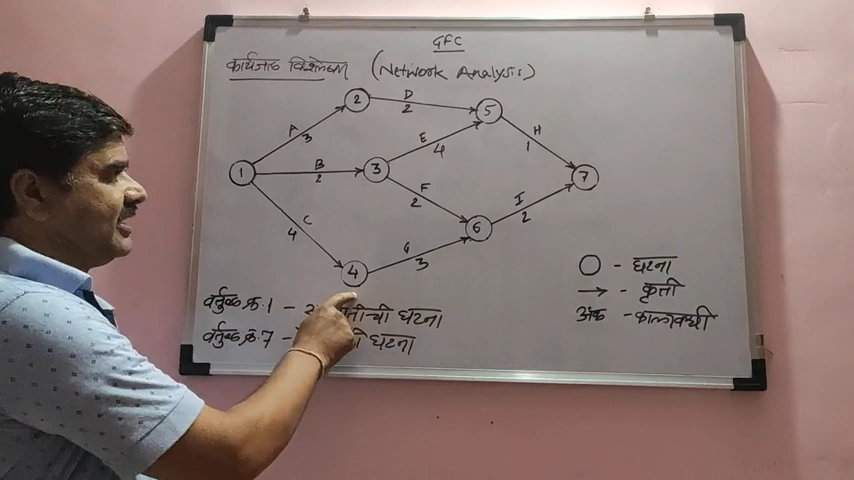 GFC
कार्यजाल विश्लेषण (Network Analysis)
2 D 2 5
A 3 E 4 H 1
1 B 2 3 7
F 2 I 2
C 4 6
G 3
4
○ - घटना
→ - कृती
अंक - कालावधी
वर्तुळ क्र.1 - घटना
वर्तुळ क्र.7 - घटना